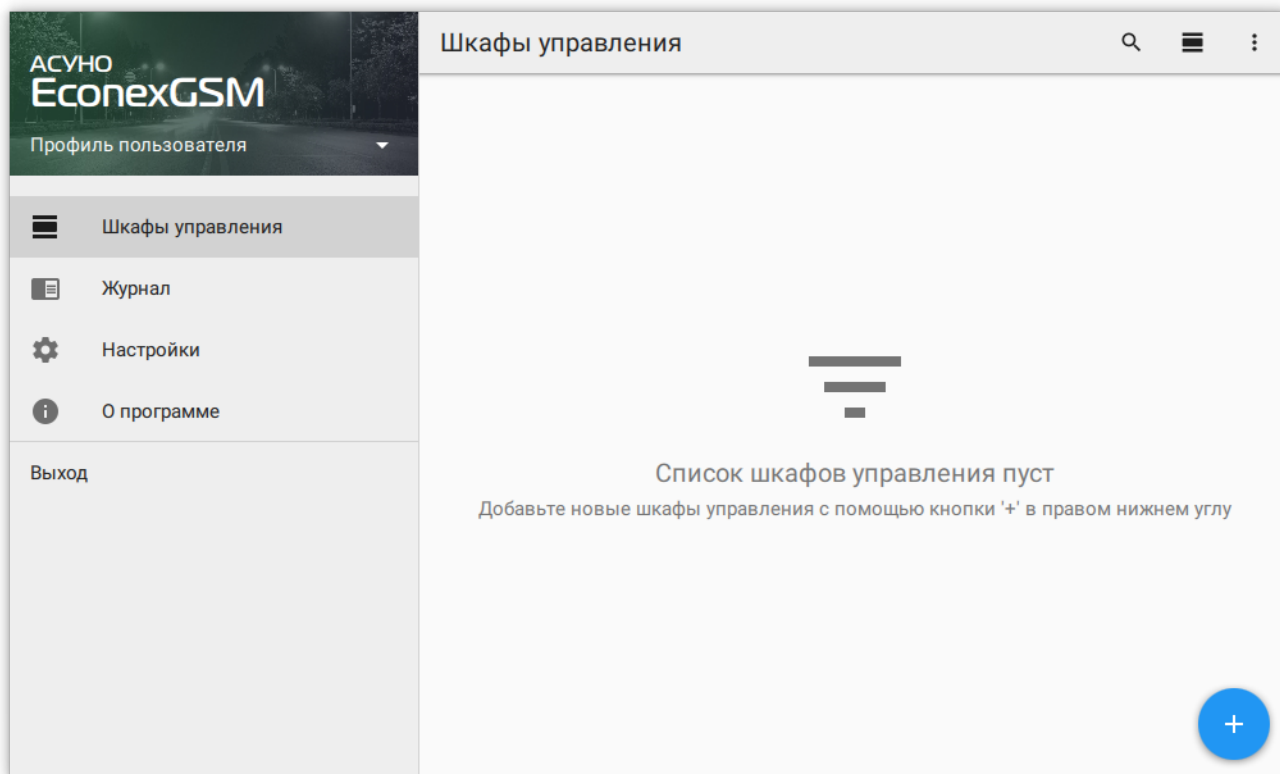 АСУНО
EconexGSM
Профиль пользователя
Шкафы управления
Журнал
Настройки
О программе
Выход
Шкафы управления
Список шкафов управления пуст
Добавьте новые шкафы управления с помощью кнопки '+' в правом нижнем углу